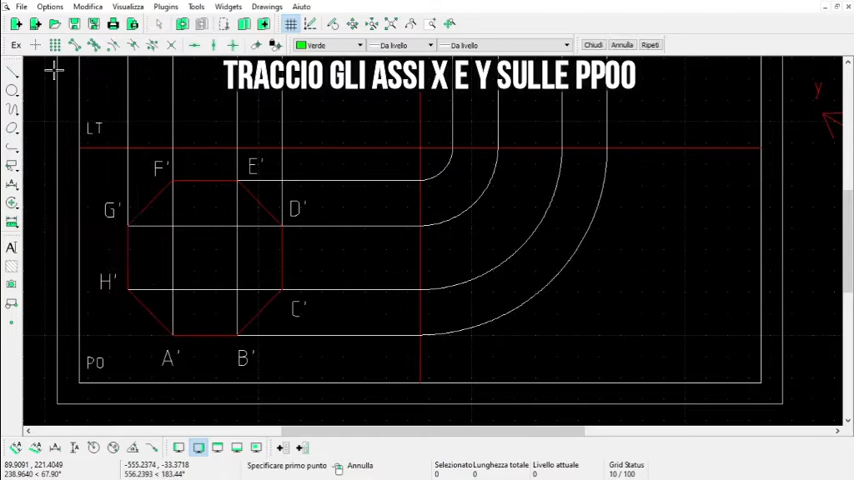 File Options Modifica Visualizza Plugins Tools Widgets Drawings Aiuto
Ex Verde Da livello Da livello Chiudi Annulla Ripeti
TRACCIO GLI ASSI X E Y SULLE PPOO
y
LT
F' E'
G' D'
H' C'
A' B'
PO
A
89.9091 , 221.4049 -555.2374 , -33.3718 Specificare primo punto Annulla Selezionato Lunghezza totale Livello attuale Grid Status
238.9640 < 67.90° 556.2393 < 183.44° 0 0 0 10 / 100